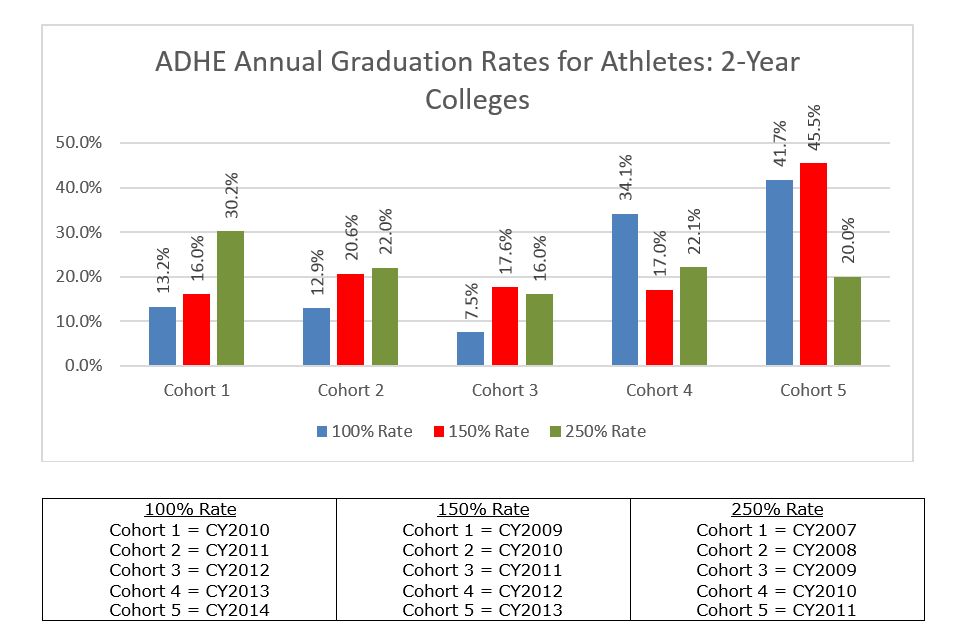 ADHE Annual Graduation Rates for Athletes: 2-Year
Colleges
50.0%
40.0%
30.0%
20.0%
10.0%
0.0%
13.2%
16.0%
30.2%
12.9%
20.6%
22.0%
7.5%
17.6%
16.0%
34.1%
17.0%
22.1%
41.7%
45.5%
20.0%
Cohort 1
Cohort 2
Cohort 3
Cohort 4
Cohort 5
100% Rate
150% Rate
250% Rate
100% Rate
Cohort 1 = CY2010
Cohort 2 = CY2011
Cohort 3 = CY2012
Cohort 4 = CY2013
Cohort 5 = CY2014
150% Rate
Cohort 1 = CY2009
Cohort 2 = CY2010
Cohort 3 = CY2011
Cohort 4 = CY2012
Cohort 5 = CY2013
250% Rate
Cohort 1 = CY2007
Cohort 2 = CY2008
Cohort 3 = CY2009
Cohort 4 = CY2010
Cohort 5 = CY2011